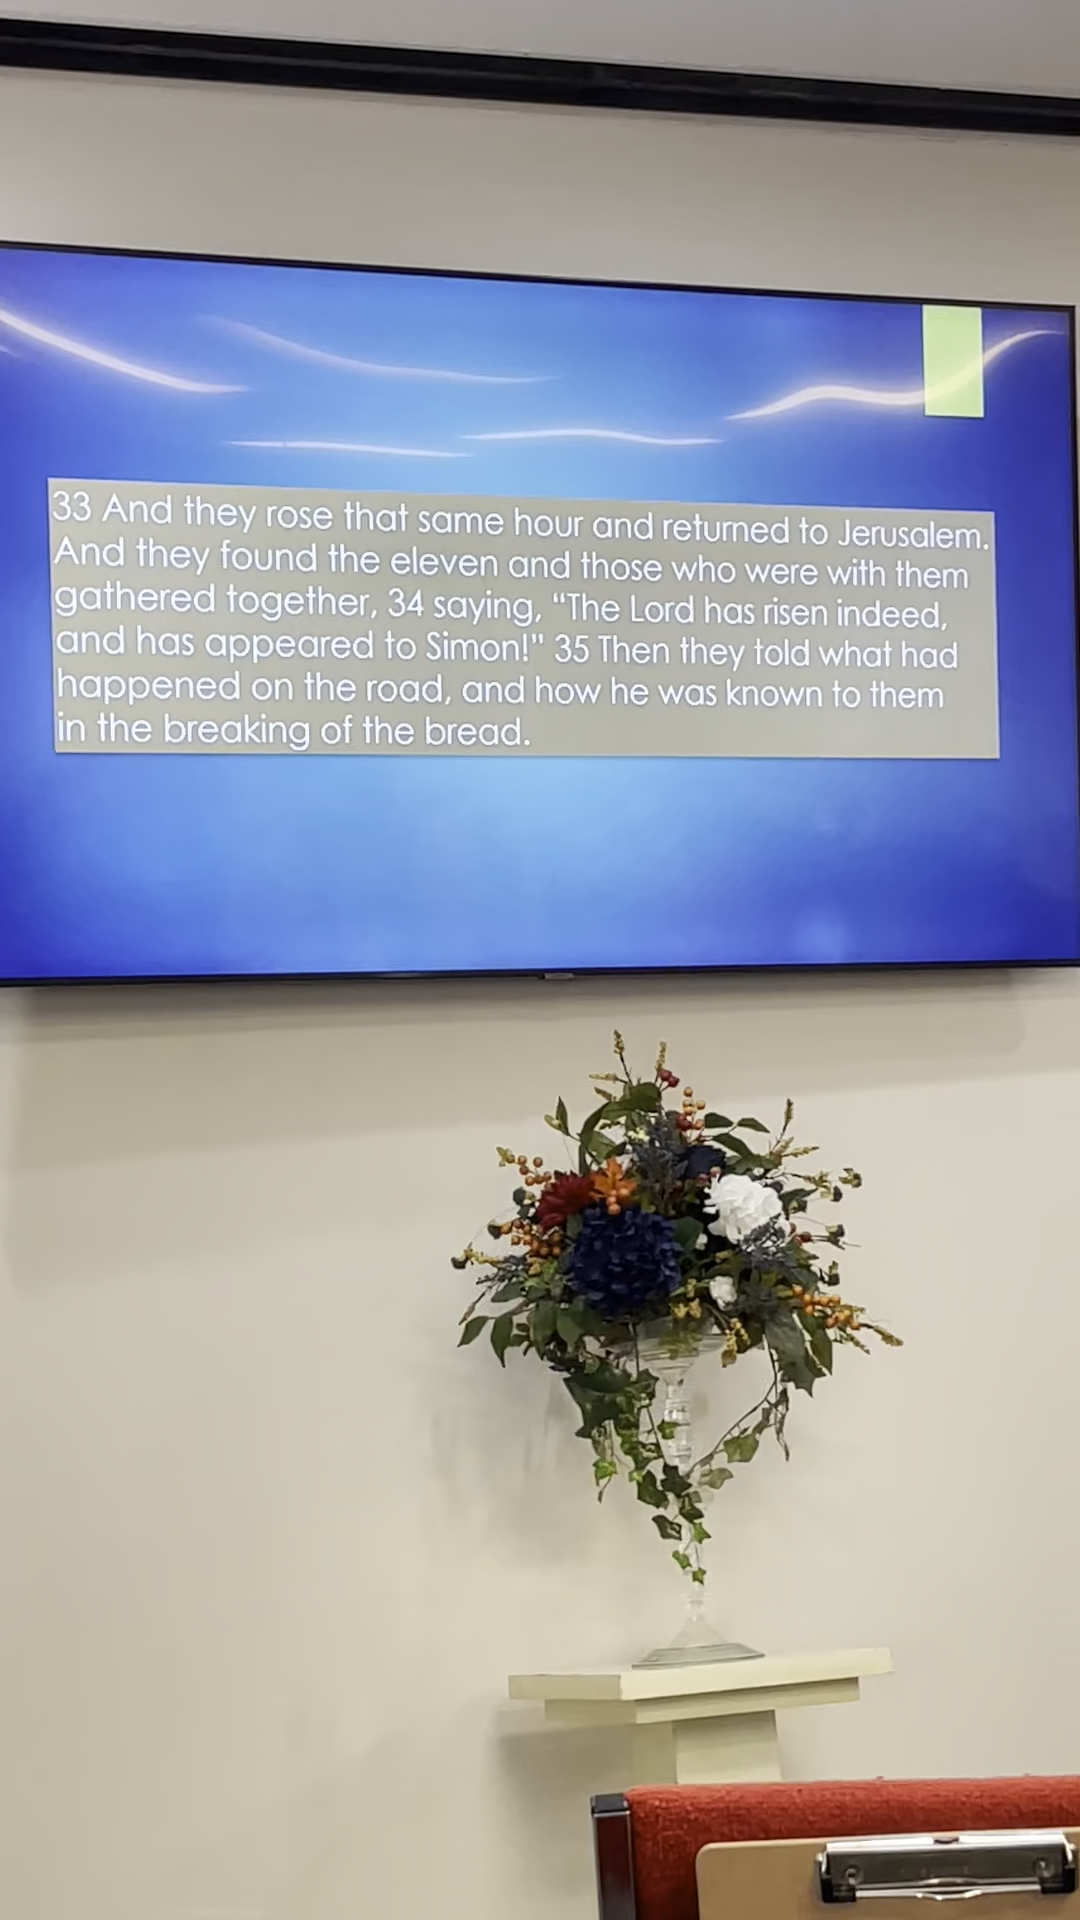 33 And they rose that same hour and returned to Jerusalem.
And they found the eleven and those who were with them
gathered together, 34 saying, “The Lord has risen indeed,
and has appeared to Simon!" 35 Then they told what had
happened on the road, and how he was known to them
in the breaking of the bread.